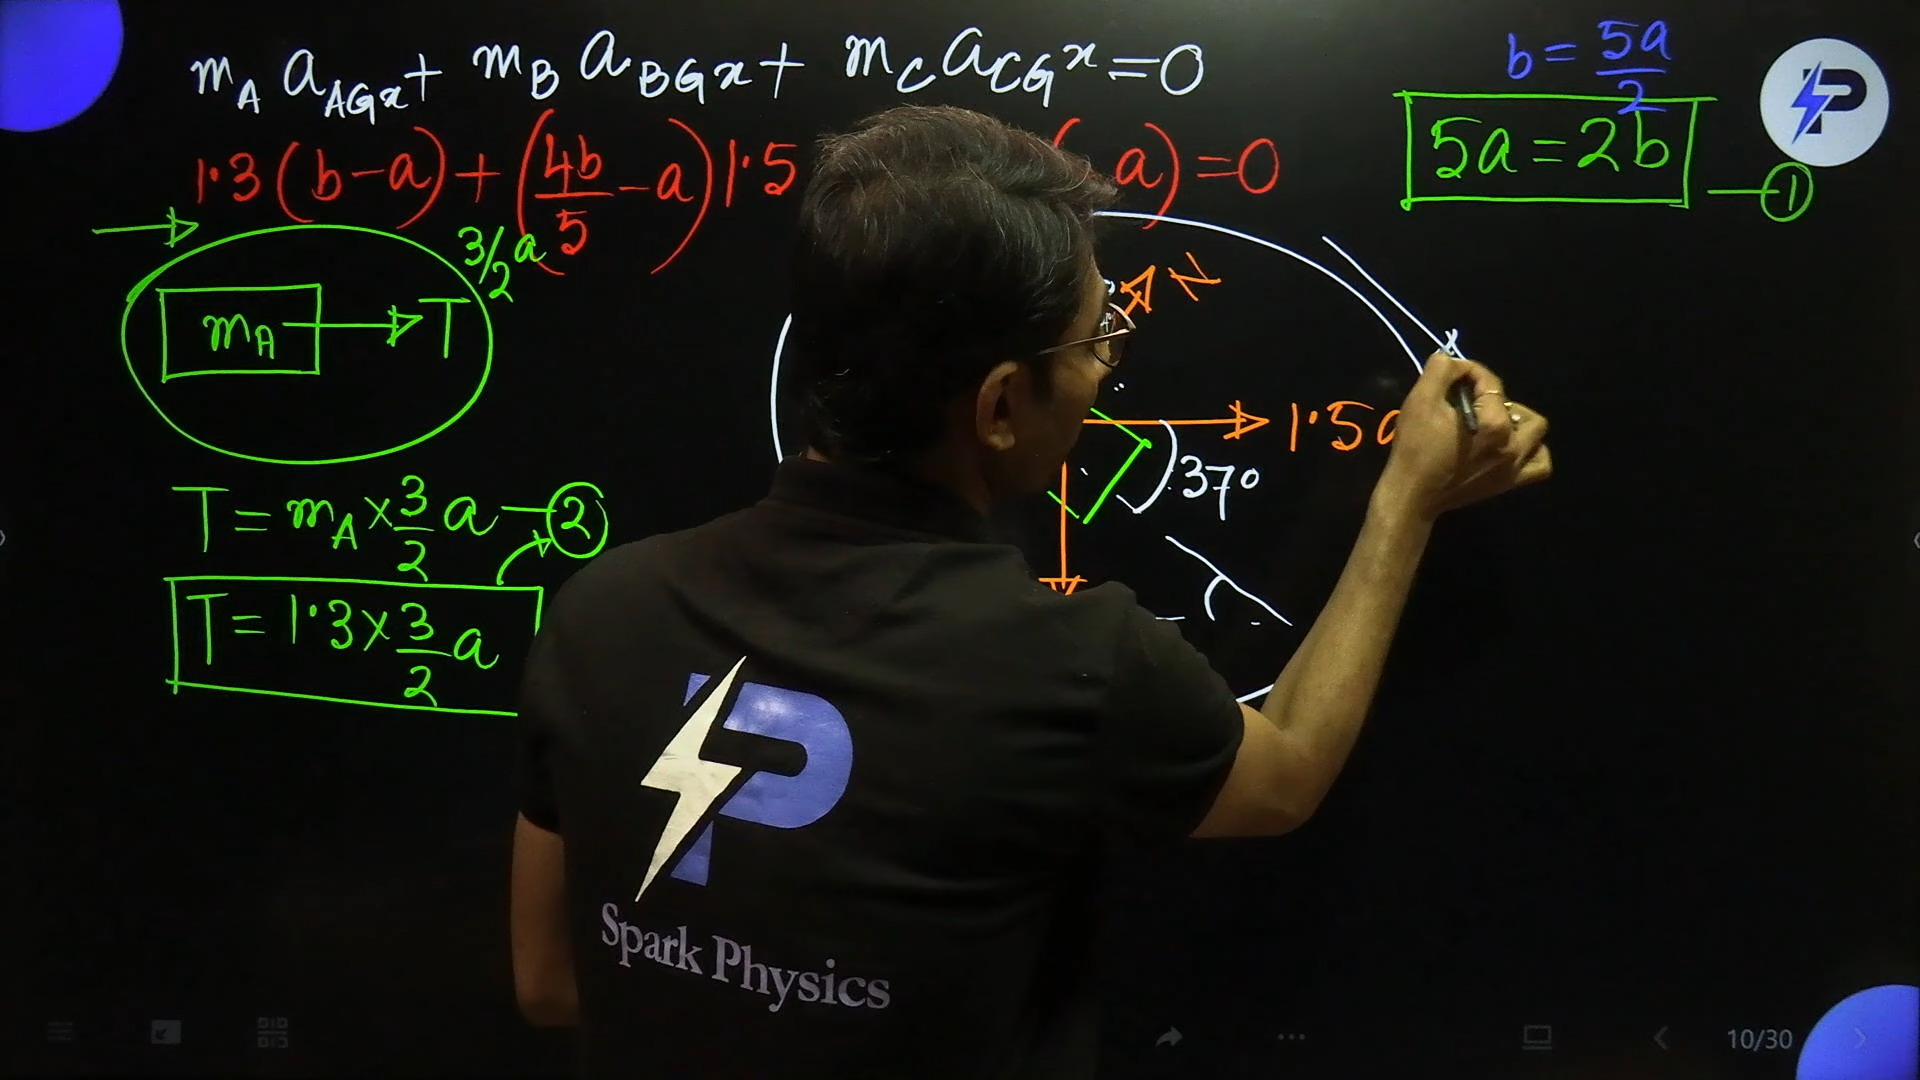 m_A a_AGx + m_B a_BGx + m_C a_CGx = 0
b = 5a/2
1.3 (b-a) + (4b/5 - a) 1.5
a) = 0
5a = 2b
①
3/2 a
m_A → T
N
1.5a
37°
T = m_A × 3/2 a — ②
T = 1.3 × 3/2 a
P
P
Spark Physics
10/30